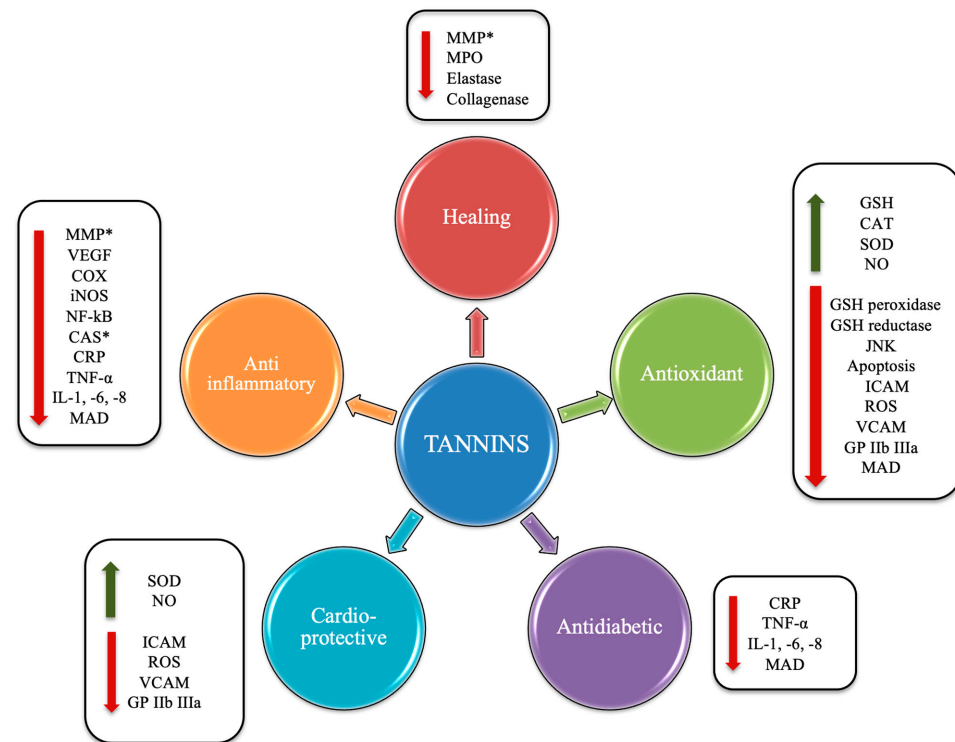 MMP*
MPO
Elastase
Collagenase
Healing
MMP*
VEGF
COX
iNOS
NF-kB
CAS*
CRP
TNF-α
IL-1, -6, -8
MAD
Anti
inflammatory
GSH
CAT
SOD
NO
GSH peroxidase
GSH reductase
JNK
Apoptosis
ICAM
ROS
VCAM
GP IIb IIIa
MAD
Antioxidant
TANNINS
SOD
NO
ICAM
ROS
VCAM
GP IIb IIIa
Cardio-
protective
Antidiabetic
CRP
TNF-α
IL-1, -6, -8
MAD